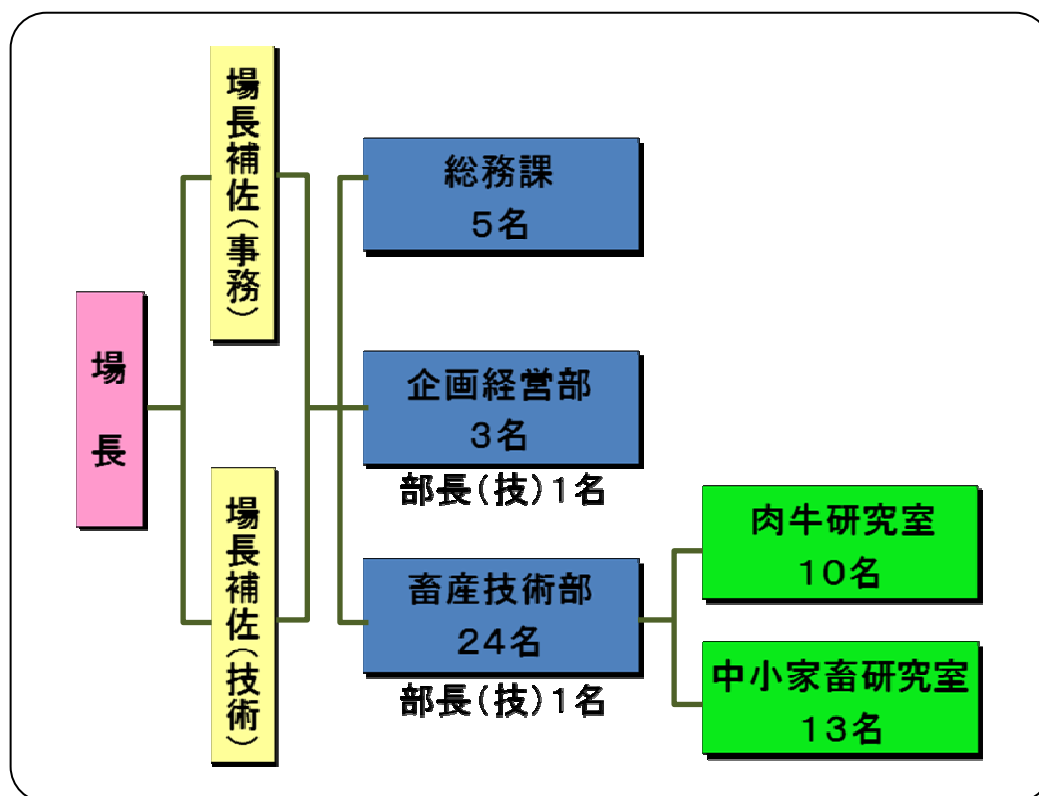 場長
場長補佐(事務)
場長補佐(技術)
総務課
5名
企画経営部
3名
部長(技)1名
畜産技術部
24名
部長(技)1名
肉牛研究室
10名
中小家畜研究室
13名